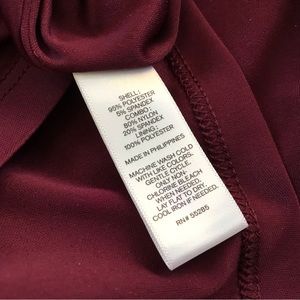 SHELL:
95% POLYESTER
5% SPANDEX
COMBO:
80% NYLON
20% SPANDEX
LINING:
100% POLYESTER
MADE IN PHILIPPINES
MACHINE WASH COLD
WITH LIKE COLORS.
GENTLE CYCLE.
ONLY NON-
CHLORINE BLEACH
WHEN NEEDED.
LAY FLAT TO DRY.
COOL IRON IF NEEDED.
RN# 55285